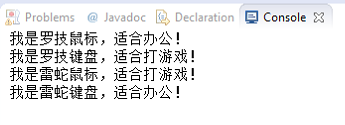 Problems @ Javadoc Declaration Console
我是罗技鼠标，适合办公！
我是罗技键盘，适合打游戏！
我是雷蛇鼠标，适合打游戏！
我是雷蛇键盘，适合办公！